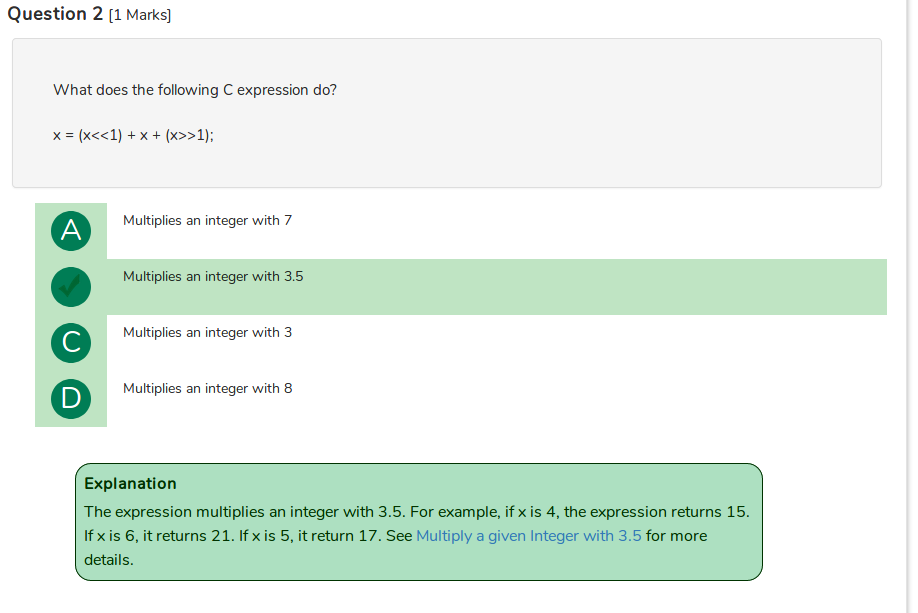 Question 2 [1 Marks]
What does the following C expression do?
x = (x<<1) + x + (x>>1);
A Multiplies an integer with 7
Multiplies an integer with 3.5
C Multiplies an integer with 3
D Multiplies an integer with 8
Explanation
The expression multiplies an integer with 3.5. For example, if x is 4, the expression returns 15.
If x is 6, it returns 21. If x is 5, it return 17. See Multiply a given Integer with 3.5 for more
details.